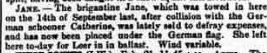 JANE.—The brigantine Jane, which was towed in here
on the 14th of September last, after collision with the Ger-
man schooner Catherine, was lately sold to defray expenses,
and has now been placed under the German flag. She left
here to-day for Loer in in ballast. Wind variable.